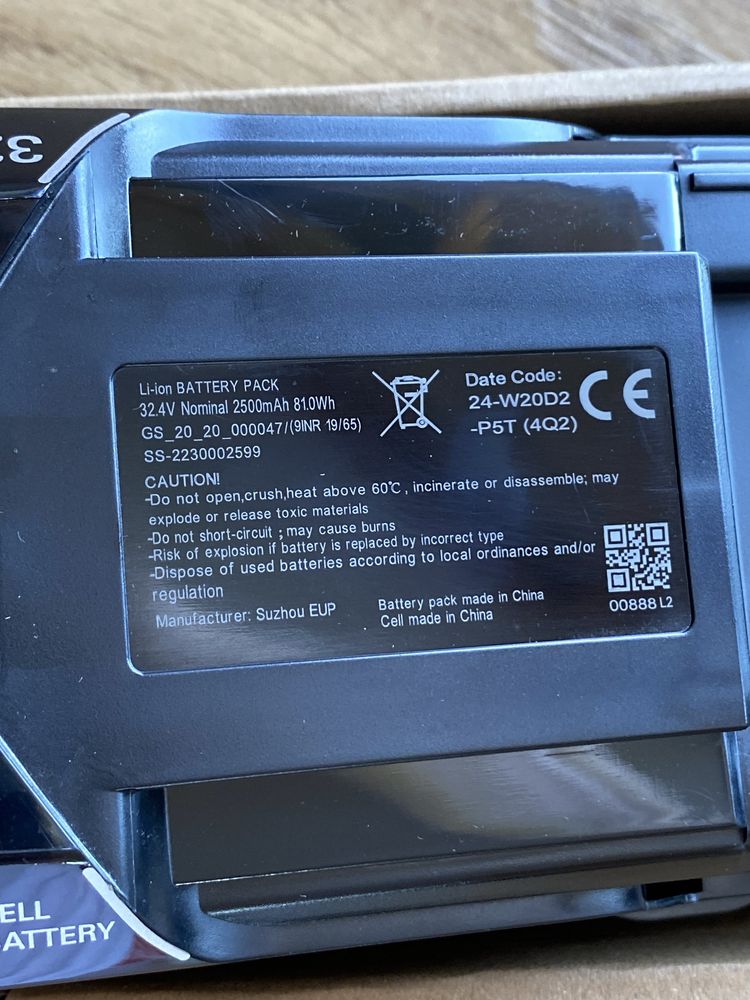 Li-ion BATTERY PACK
32.4V Nominal 2500mAh 81.0Wh
GS_20_20_000047/(9INR 19/65)
SS-2230002599
Date Code:
24-W20D2
-P5T (4Q2)
CE
CAUTION!
-Do not open,crush,heat above 60℃, incinerate or disassemble; may
explode or release toxic materials
-Do not short-circuit ; may cause burns
-Risk of explosion if battery is replaced by incorrect type
-Dispose of used batteries according to local ordinances and/or
regulation
Manufacturer: Suzhou EUP
Battery pack made in China
Cell made in China
00888 L2
ELL
ATTERY